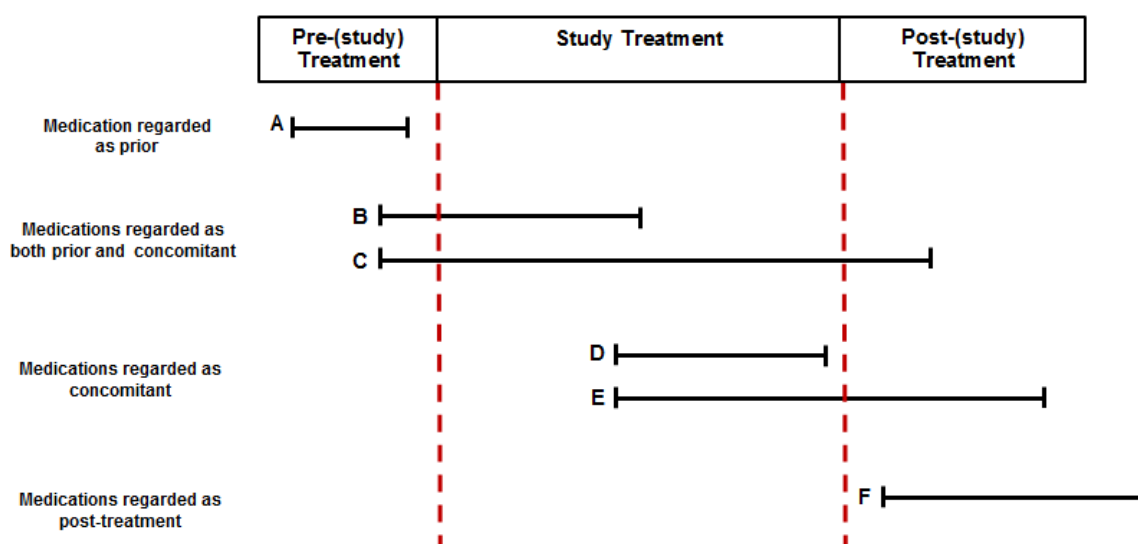 Pre-(study)
Treatment
Study Treatment
Post-(study)
Treatment
Medication regarded
as prior
A
Medications regarded as
both prior and concomitant
B
C
Medications regarded as
concomitant
D
E
Medications regarded as
post-treatment
F